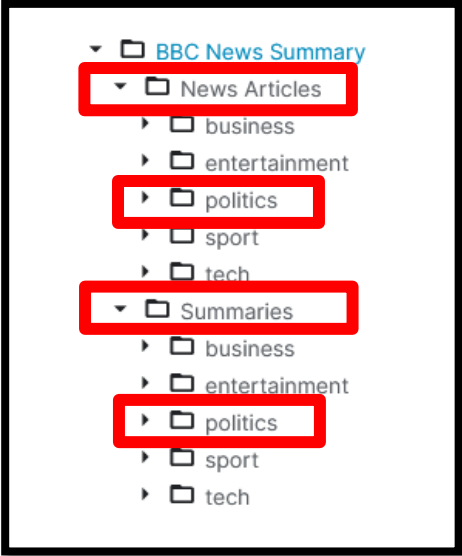 BBC News Summary
News Articles
business
entertainment
politics
sport
tech
Summaries
business
entertainment
politics
sport
tech